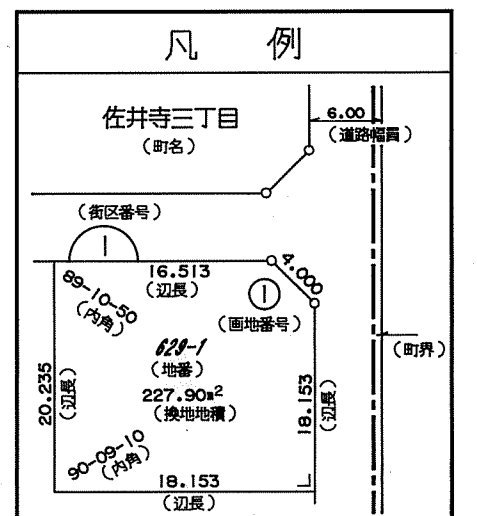 凡 例
佐井寺三丁目
(町名)
6.00
(道路幅員)
(街区番号)
1
16.513
(辺長)
4.000
89-10-50
(内角)
1
(画地番号)
(町界)
629-1
(地番)
227.90m²
(換地地積)
20.235
(辺長)
18.153
(辺長)
90-09-10
(内角)
18.153
(辺長)